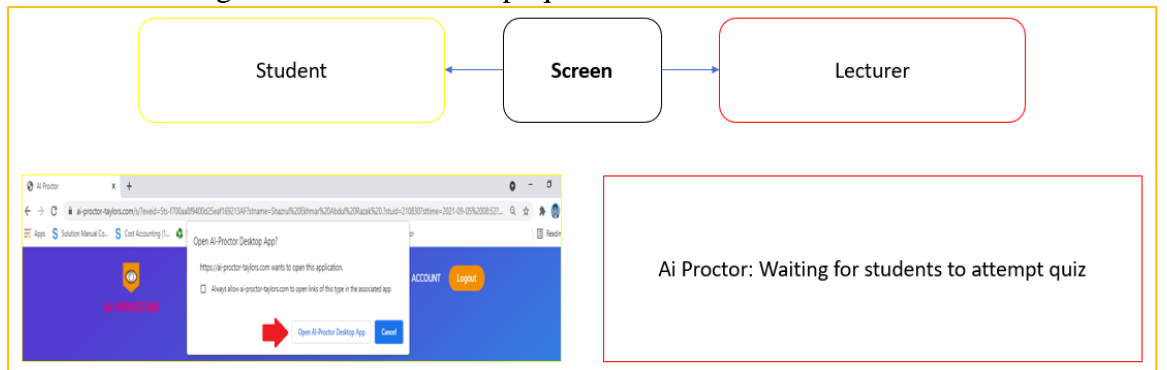 Student
Screen
Lecturer
AI Proctor
Apps Solution Manual Co... Cost Accounting (1...
Open AI-Proctor Desktop App?
https://ai-proctor-taylors.com wants to open this application.
Always allow ai-proctor-taylors.com to open links of this type in the associated app
Open AI-Proctor Desktop App Cancel
ACCOUNT Logout
AI PROCTOR
Ai Proctor: Waiting for students to attempt quiz